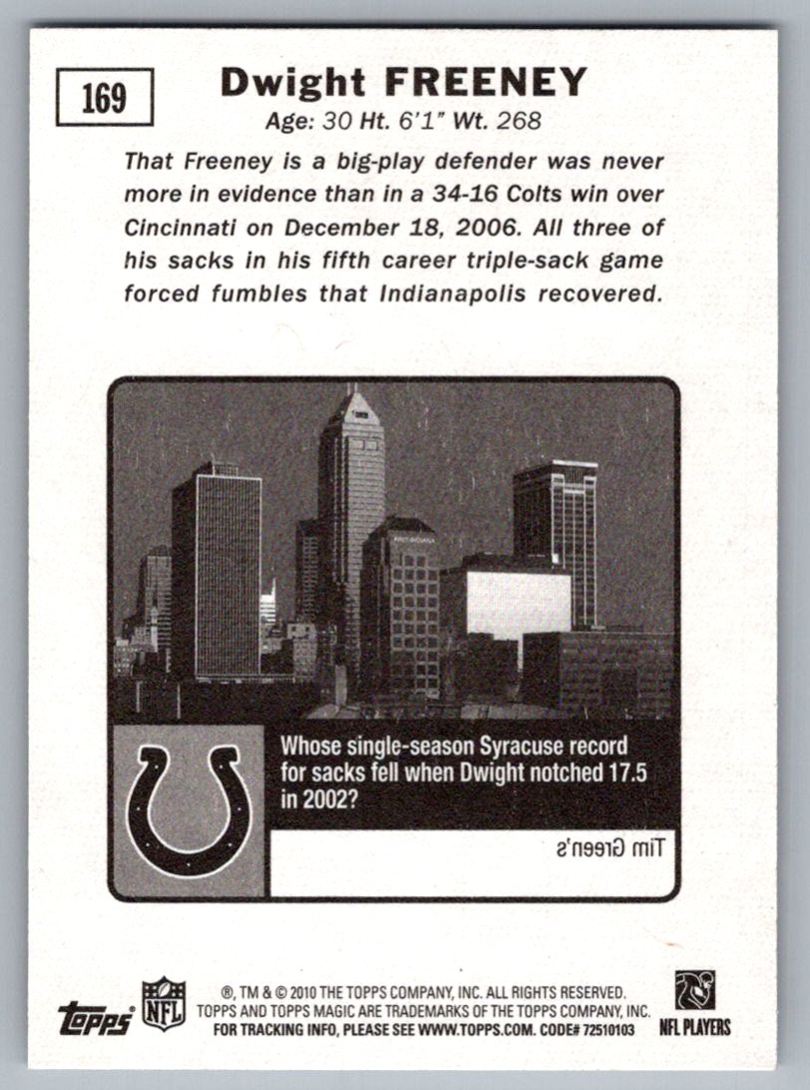 169
Dwight FREENEY
Age: 30 Ht. 6'1" Wt. 268
That Freeney is a big-play defender was never
more in evidence than in a 34-16 Colts win over
Cincinnati on December 18, 2006. All three of
his sacks in his fifth career triple-sack game
forced fumbles that Indianapolis recovered.
FIRST INDIANA
Whose single-season Syracuse record
for sacks fell when Dwight notched 17.5
in 2002?
Tim Green's
Topps
NFL
®, TM & © 2010 THE TOPPS COMPANY, INC. ALL RIGHTS RESERVED.
TOPPS AND TOPPS MAGIC ARE TRADEMARKS OF THE TOPPS COMPANY, INC.
FOR TRACKING INFO, PLEASE SEE WWW.TOPPS.COM. CODE# 72510103
NFL PLAYERS